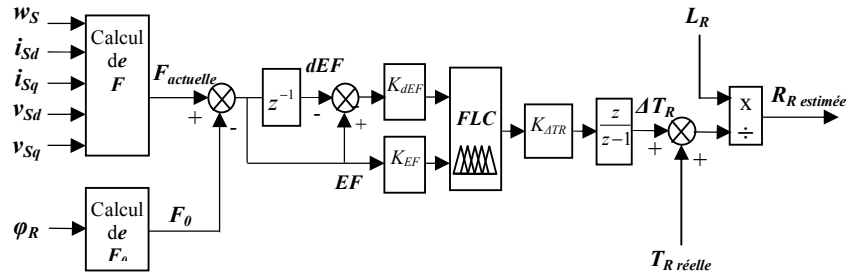 w_S
i_Sd
i_Sq
v_Sd
v_Sq
Calcul
de
F
F_actuelle
+
-
z^-1
dEF
-
+
EF
K_dEF
K_EF
FLC
K_ΔTR
z
z-1
ΔT_R
+
+
L_R
X
÷
R_R estimée
T_R réelle
φ_R
Calcul
de
F_0
F_0